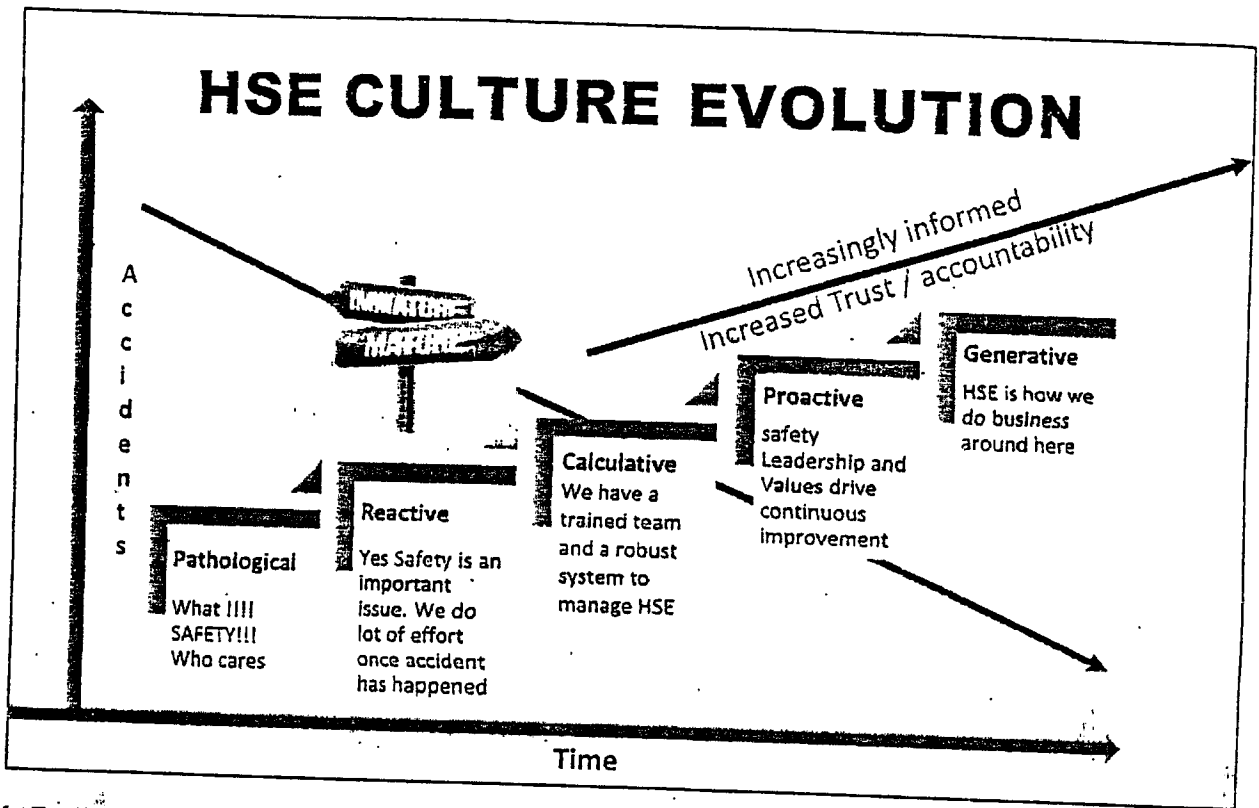 HSE CULTURE EVOLUTION
Accidents
IMMATURE
MATURE
Increasingly informed
Increased Trust / accountability
Pathological
What !!!!
SAFETY!!!
Who cares
Reactive
Yes Safety is an
important
issue. We do
lot of effort
once accident
has happened
Calculative
We have a
trained team
and a robust
system to
manage HSE
Proactive
safety
Leadership and
Values drive
continuous
improvement
Generative
HSE is how we
do business
around here
Time